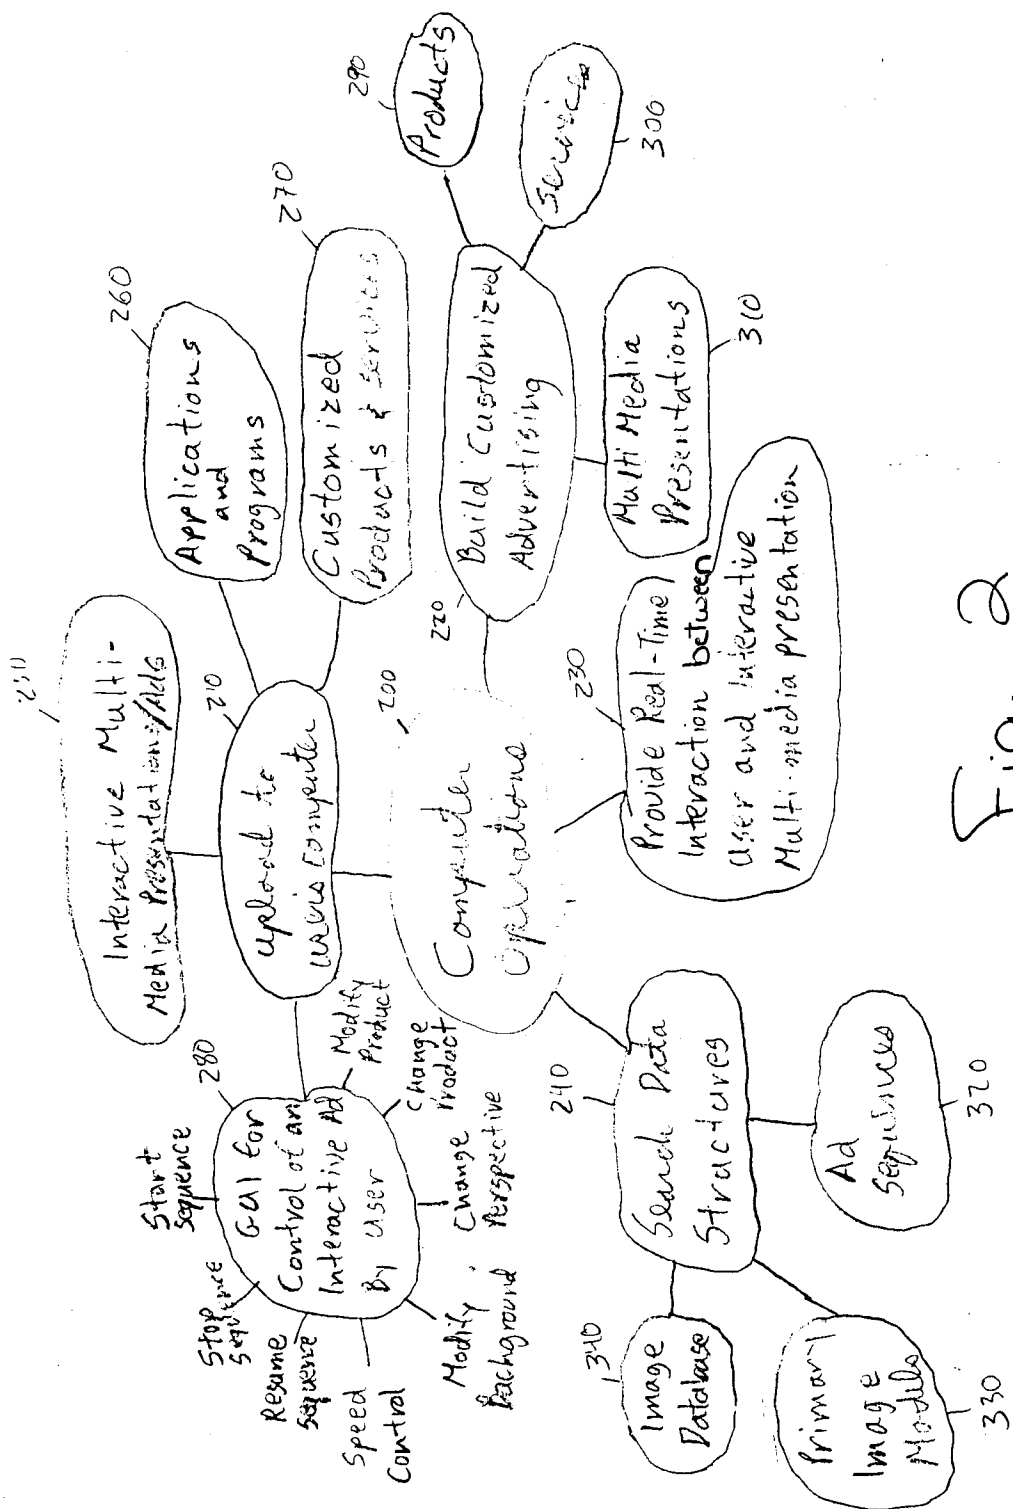 250
Interactive Multi-
Media Presentations/Ads
260
Applications
and
Programs
270
Customized
Products & Services
210
Upload to
users computer
280
GUI for
Control of an
Interactive Ad
By User
Start
Sequence
Stop
Sequence
Resume
Sequence
Speed
Control
Modify
Background
Change
Perspective
Change
Product
Modify
Product
200
Computer
Operations
220
Build Customized
Advertising
290
Products
Services
300
Multi Media
Presentations
310
230
Provide Real-Time
Interaction between
User and Interactive
Multi-media presentation
240
Search Data
Structures
340
Image
Database
Primary
Image
Models
330
Ad
Sequences
320
Fig. 2